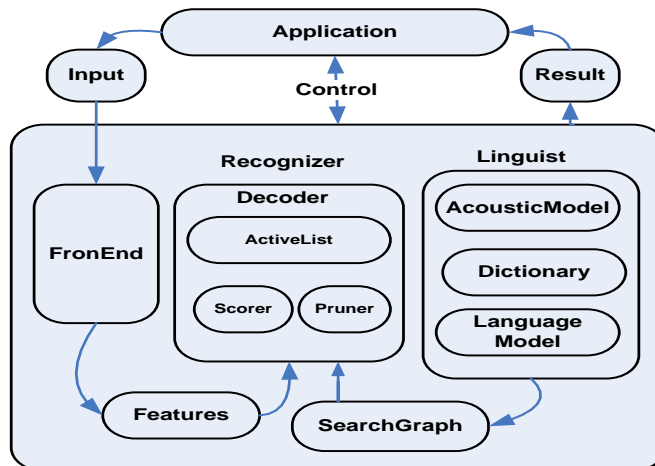 Application
Input
Result
Control
Recognizer
Linguist
Decoder
AcousticModel
ActiveList
FronEnd
Dictionary
Scorer
Pruner
Language
Model
Features
SearchGraph